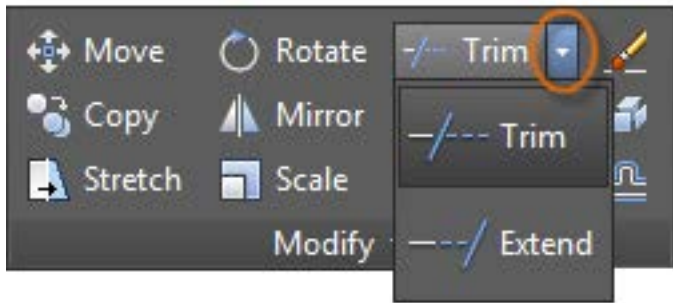 Move Rotate Trim
Copy Mirror Trim
Stretch Scale
Modify Extend